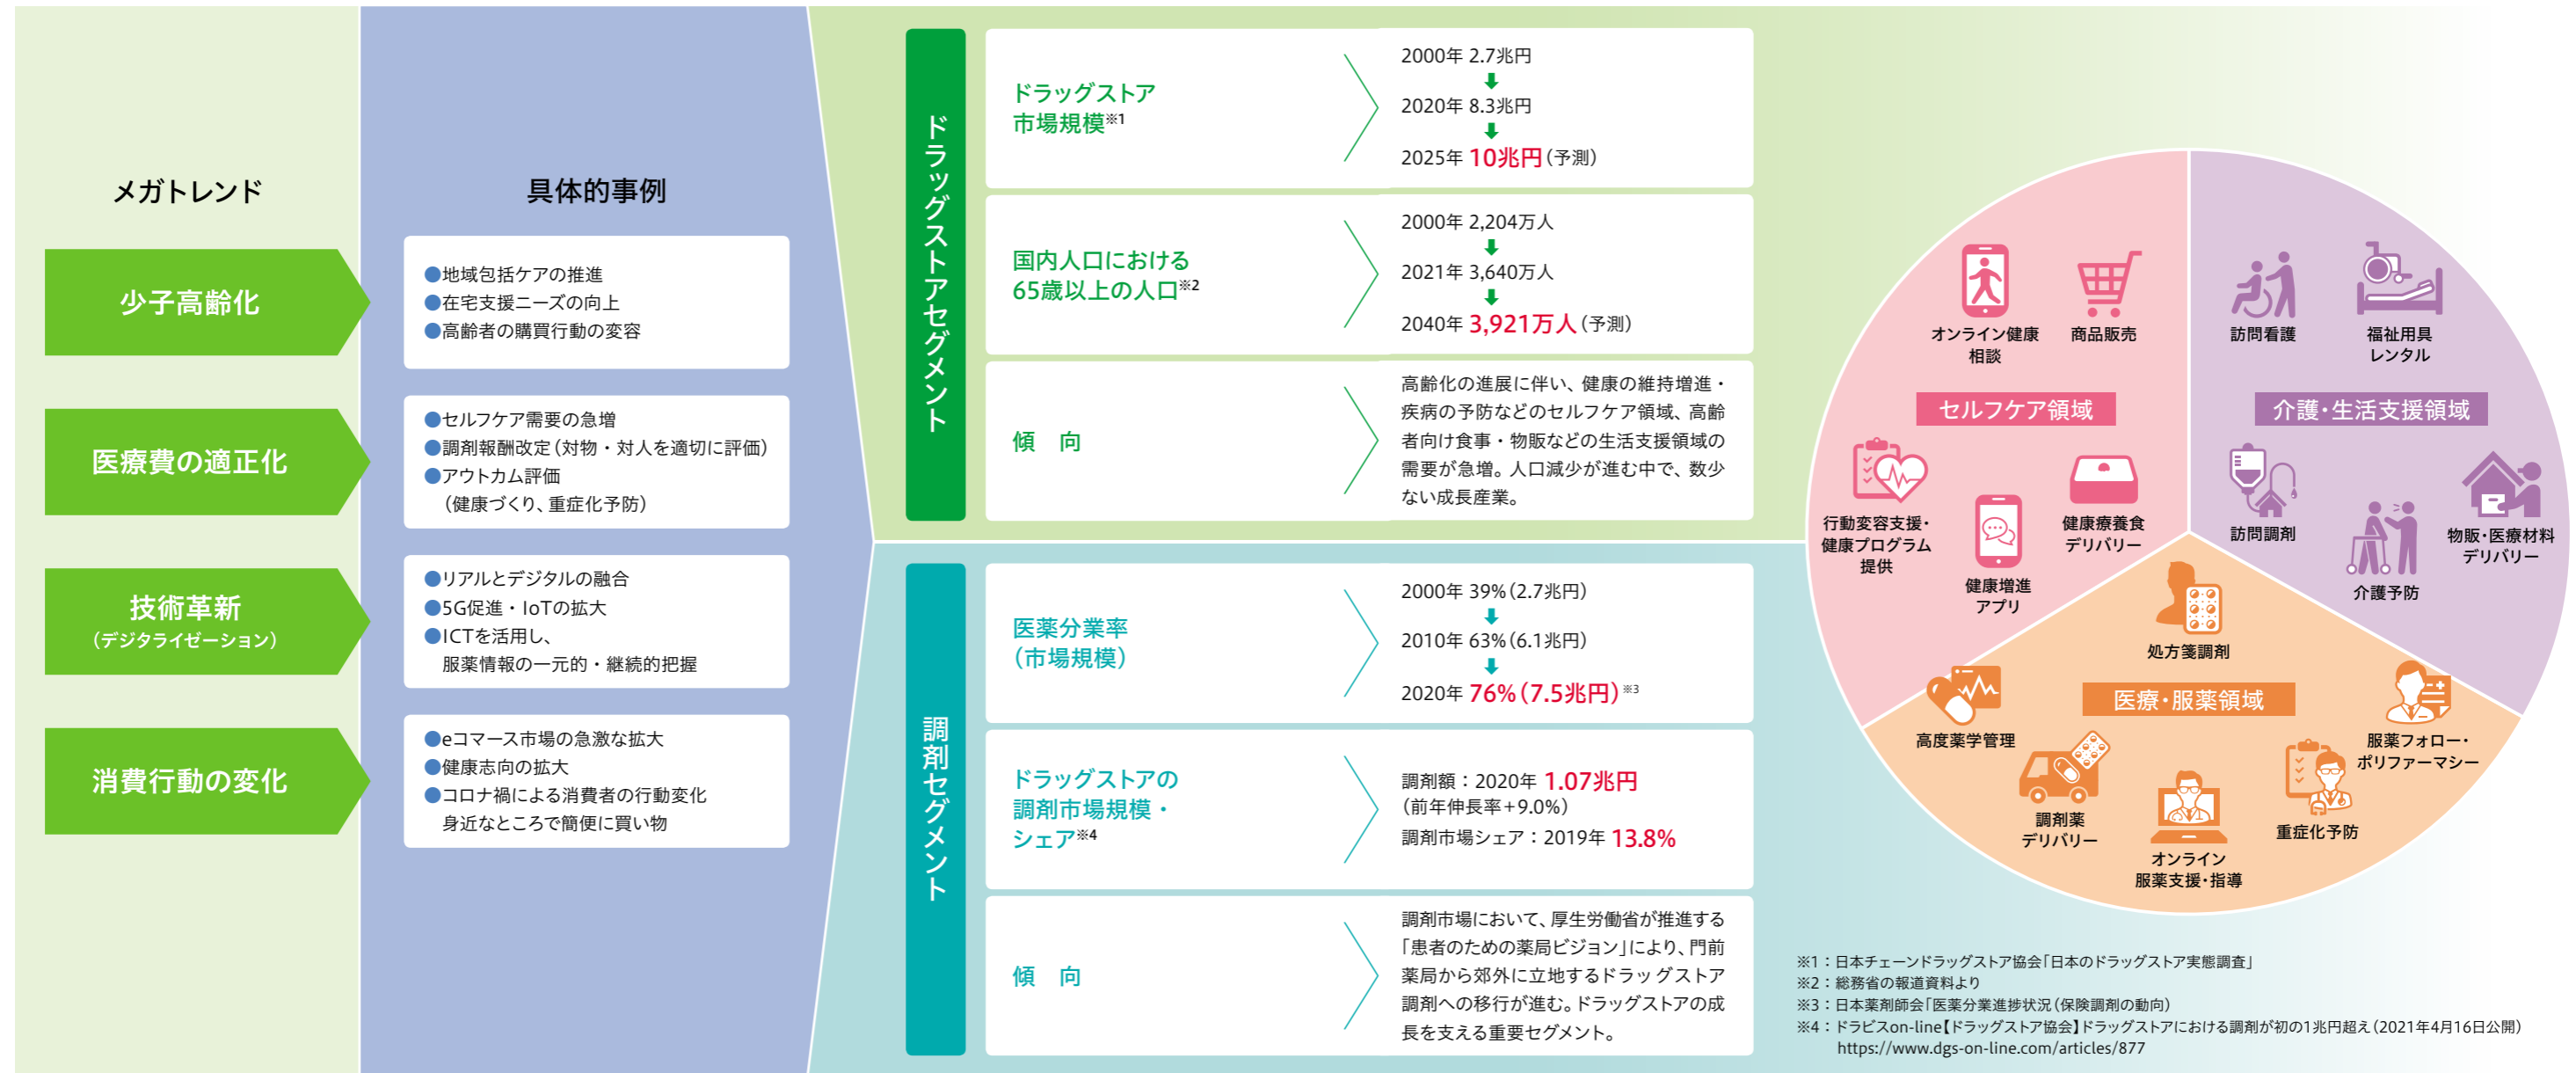 メガトレンド
少子高齢化
医療費の適正化
技術革新
（デジタライゼーション）
消費行動の変化
具体的事例
●地域包括ケアの推進
●在宅支援ニーズの向上
●高齢者の購買行動の変容
●セルフケア需要の急増
●調剤報酬改定（対物・対人を適切に評価）
●アウトカム評価
（健康づくり、重症化予防）
●リアルとデジタルの融合
●5G促進・IoTの拡大
●ICTを活用し、
服薬情報の一元的・継続的把握
●eコマース市場の急激な拡大
●健康志向の拡大
●コロナ禍による消費者の行動変化
身近なところで簡便に買い物
ドラッグストアセグメント
ドラッグストア
市場規模※1
2000年 2.7兆円
2020年 8.3兆円
2025年 10兆円（予測）
国内人口における
65歳以上の人口※2
2000年 2,204万人
2021年 3,640万人
2040年 3,921万人（予測）
傾　向
高齢化の進展に伴い、健康の維持増進・
疾病の予防などのセルフケア領域、高齢
者向け食事・物販などの生活支援領域の
需要が急増。人口減少が進む中で、数少
ない成長産業。
調剤セグメント
医薬分業率
（市場規模）
2000年 39%（2.7兆円）
2010年 63%（6.1兆円）
2020年 76%（7.5兆円）※3
ドラッグストアの
調剤市場規模・
シェア※4
調剤額：2020年 1.07兆円
（前年伸長率＋9.0%）
調剤市場シェア：2019年 13.8%
傾　向
調剤市場において、厚生労働省が推進する
「患者のための薬局ビジョン」により、門前
薬局から郊外に立地するドラッグストア
調剤への移行が進む。ドラッグストアの成
長を支える重要セグメント。
オンライン健康
相談
商品販売
セルフケア領域
行動変容支援・
健康プログラム
提供
健康増進
アプリ
健康療養食
デリバリー
訪問看護
福祉用具
レンタル
介護・生活支援領域
訪問調剤
介護予防
物販・医療材料
デリバリー
処方箋調剤
医療・服薬領域
高度薬学管理
調剤薬
デリバリー
オンライン
服薬支援・指導
重症化予防
服薬フォロー・
ポリファーマシー
※1：日本チェーンドラッグストア協会「日本のドラッグストア実態調査」
※2：総務省の報道資料より
※3：日本薬剤師会「医薬分業進捗状況（保険調剤の動向）
※4：ドラビスon-line【ドラッグストア協会】ドラッグストアにおける調剤が初の1兆円超え（2021年4月16日公開）
https://www.dgs-on-line.com/articles/877